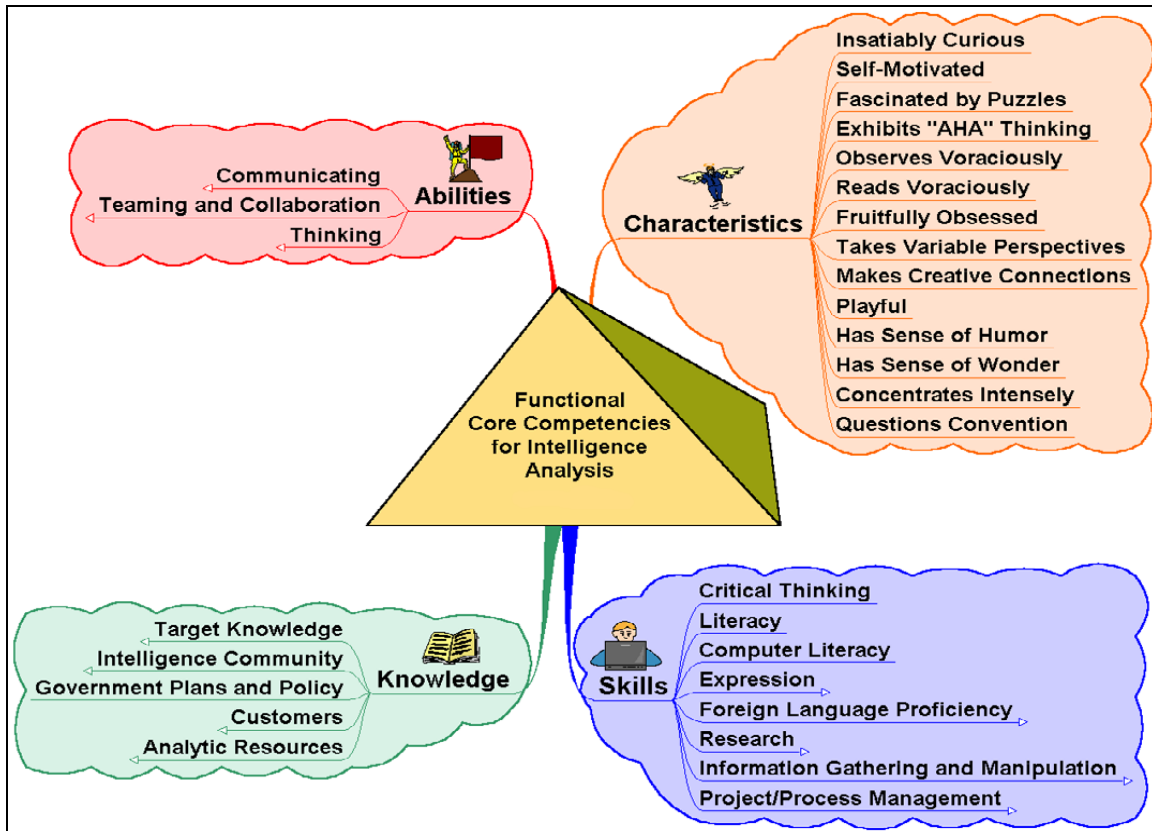 Insatiably Curious
Self-Motivated
Fascinated by Puzzles
Exhibits "AHA" Thinking
Observes Voraciously
Reads Voraciously
Fruitfully Obsessed
Takes Variable Perspectives
Makes Creative Connections
Playful
Has Sense of Humor
Has Sense of Wonder
Concentrates Intensely
Questions Convention
Characteristics
Communicating
Teaming and Collaboration
Thinking
Abilities
Functional
Core Competencies
for Intelligence
Analysis
Target Knowledge
Intelligence Community
Government Plans and Policy
Customers
Analytic Resources
Knowledge
Skills
Critical Thinking
Literacy
Computer Literacy
Expression
Foreign Language Proficiency
Research
Information Gathering and Manipulation
Project/Process Management